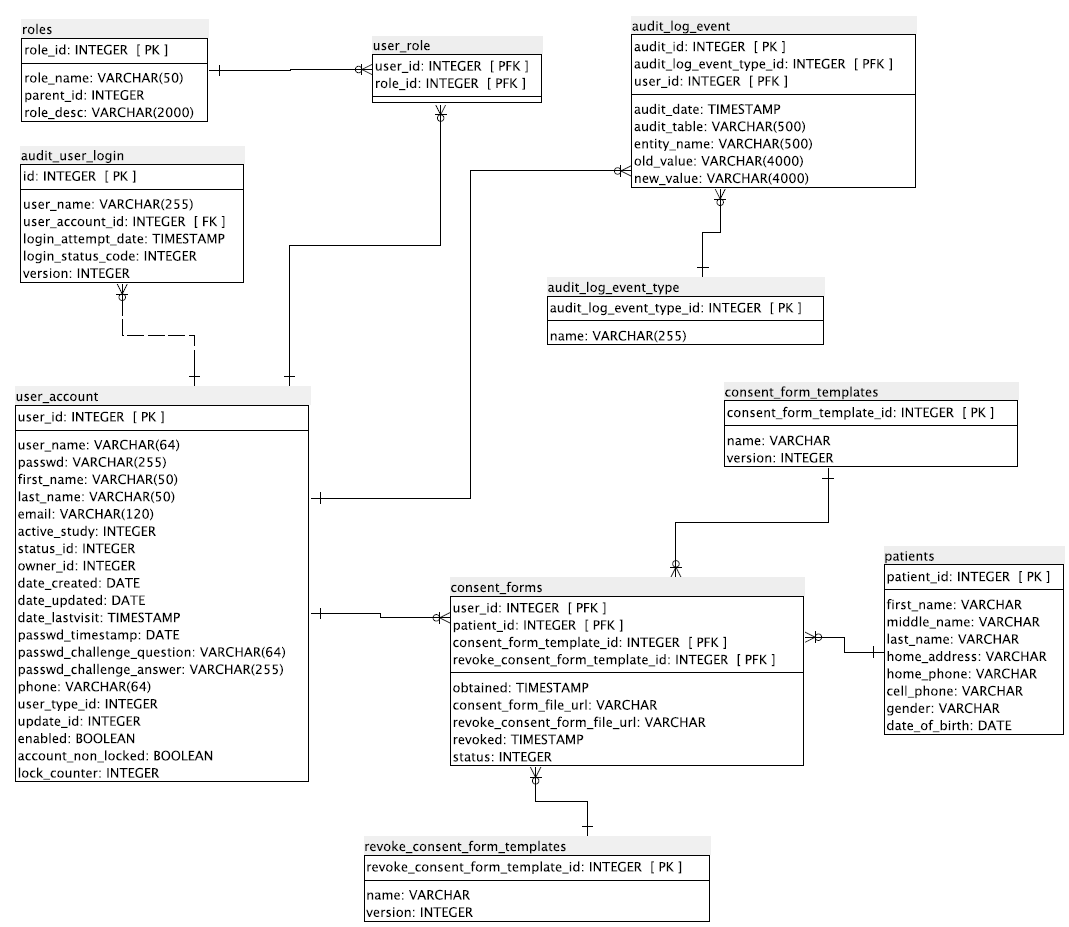 roles
role_id: INTEGER [ PK ]
role_name: VARCHAR(50)
parent_id: INTEGER
role_desc: VARCHAR(2000)
user_role
user_id: INTEGER [ PFK ]
role_id: INTEGER [ PFK ]
audit_log_event
audit_id: INTEGER [ PK ]
audit_log_event_type_id: INTEGER [ PFK ]
user_id: INTEGER [ PFK ]
audit_date: TIMESTAMP
audit_table: VARCHAR(500)
entity_name: VARCHAR(500)
old_value: VARCHAR(4000)
new_value: VARCHAR(4000)
audit_user_login
id: INTEGER [ PK ]
user_name: VARCHAR(255)
user_account_id: INTEGER [ FK ]
login_attempt_date: TIMESTAMP
login_status_code: INTEGER
version: INTEGER
audit_log_event_type
audit_log_event_type_id: INTEGER [ PK ]
name: VARCHAR(255)
user_account
user_id: INTEGER [ PK ]
user_name: VARCHAR(64)
passwd: VARCHAR(255)
first_name: VARCHAR(50)
last_name: VARCHAR(50)
email: VARCHAR(120)
active_study: INTEGER
status_id: INTEGER
owner_id: INTEGER
date_created: DATE
date_updated: DATE
date_lastvisit: TIMESTAMP
passwd_timestamp: DATE
passwd_challenge_question: VARCHAR(64)
passwd_challenge_answer: VARCHAR(255)
phone: VARCHAR(64)
user_type_id: INTEGER
update_id: INTEGER
enabled: BOOLEAN
account_non_locked: BOOLEAN
lock_counter: INTEGER
consent_form_templates
consent_form_template_id: INTEGER [ PK ]
name: VARCHAR
version: INTEGER
consent_forms
user_id: INTEGER [ PFK ]
patient_id: INTEGER [ PFK ]
consent_form_template_id: INTEGER [ PFK ]
revoke_consent_form_template_id: INTEGER [ PFK ]
obtained: TIMESTAMP
consent_form_file_url: VARCHAR
revoke_consent_form_file_url: VARCHAR
revoked: TIMESTAMP
status: INTEGER
patients
patient_id: INTEGER [ PK ]
first_name: VARCHAR
middle_name: VARCHAR
last_name: VARCHAR
home_address: VARCHAR
home_phone: VARCHAR
cell_phone: VARCHAR
gender: VARCHAR
date_of_birth: DATE
revoke_consent_form_templates
revoke_consent_form_template_id: INTEGER [ PK ]
name: VARCHAR
version: INTEGER